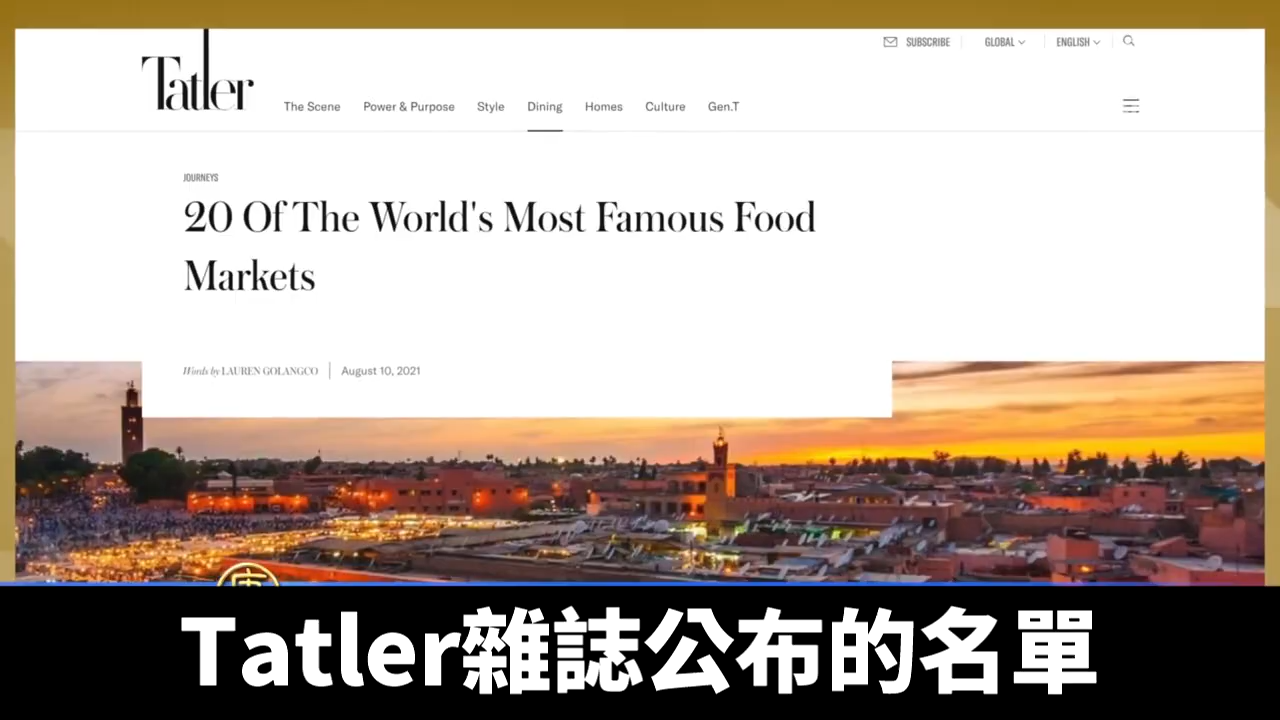 Tatler
SUBSCRIBE
GLOBAL
ENGLISH
The Scene
Power & Purpose
Style
Dining
Homes
Culture
Gen.T
JOURNEYS
20 Of The World's Most Famous Food
Markets
Words by LAUREN GOLANGCO
August 10, 2021
Tatler雜誌公布的名單